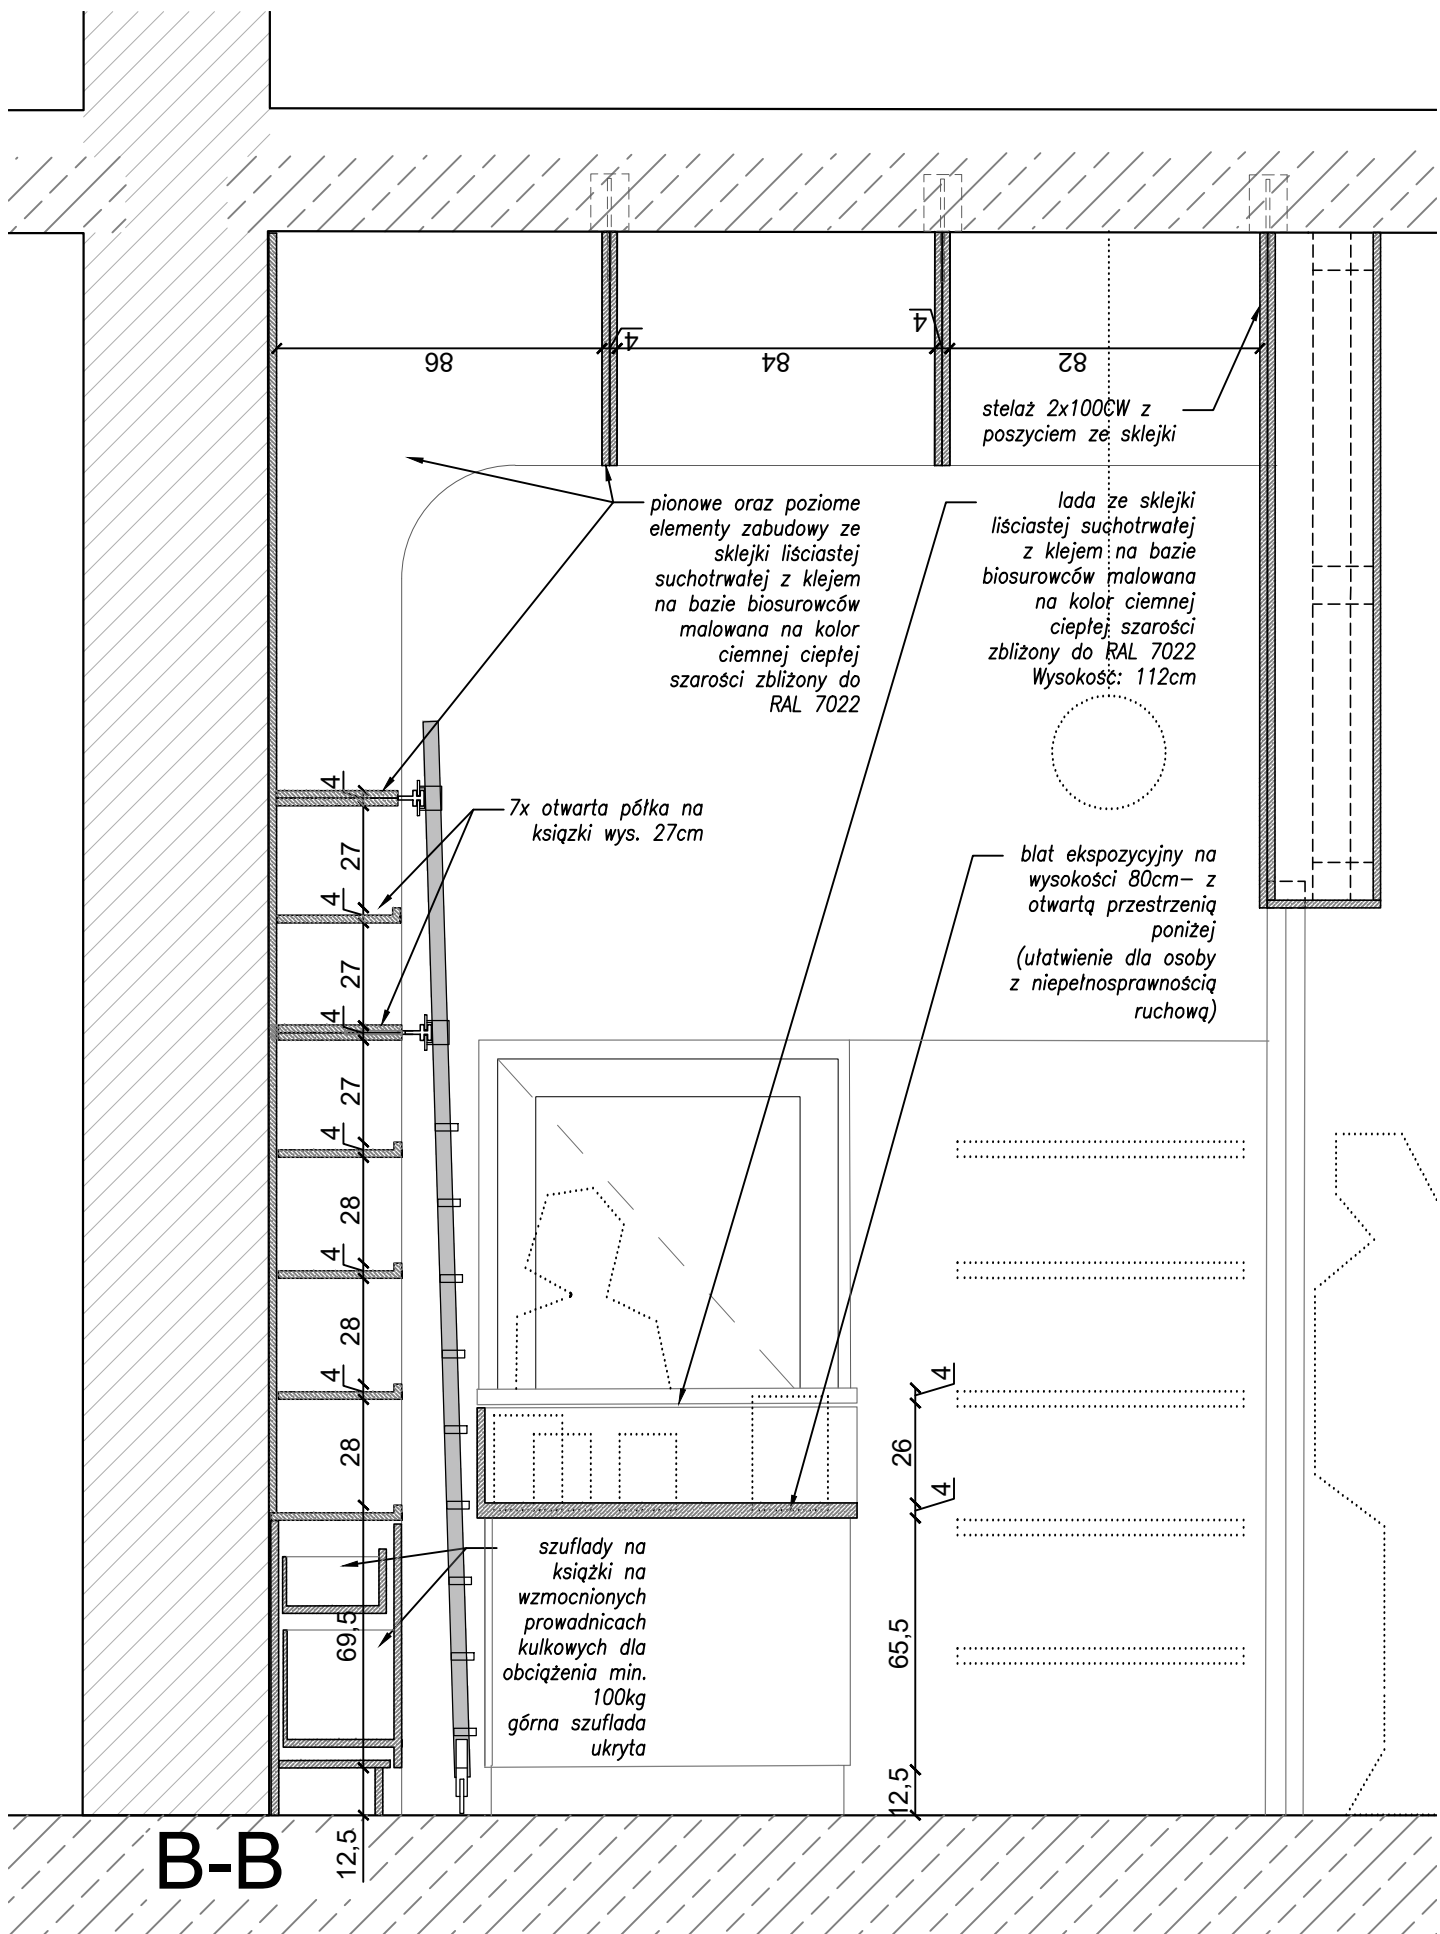 4
4
86
84
82
stelaż 2x100CW z
poszyciem ze sklejki
pionowe oraz poziome
elementy zabudowy ze
sklejki liściastej
suchotrwałej z klejem
na bazie biosurowców
malowana na kolor
ciemnej ciepłej
szarości zbliżony do
RAL 7022
lada ze sklejki
liściastej suchotrwałej
z klejem na bazie
biosurowców malowana
na kolor ciemnej
ciepłej szarości
zbliżony do RAL 7022
Wysokość: 112cm
7x otwarta półka na
książki wys. 27cm
blat ekspozycyjny na
wysokości 80cm– z
otwartą przestrzenią
poniżej
(ułatwienie dla osoby
z niepełnosprawnością
ruchową)
4
27
4
27
4
27
4
28
4
28
4
28
69,5
12,5
4
26
4
65,5
12,5
szuflady na
książki na
wzmocnionych
prowadnicach
kulkowych dla
obciążenia min.
100kg
górna szuflada
ukryta
B-B